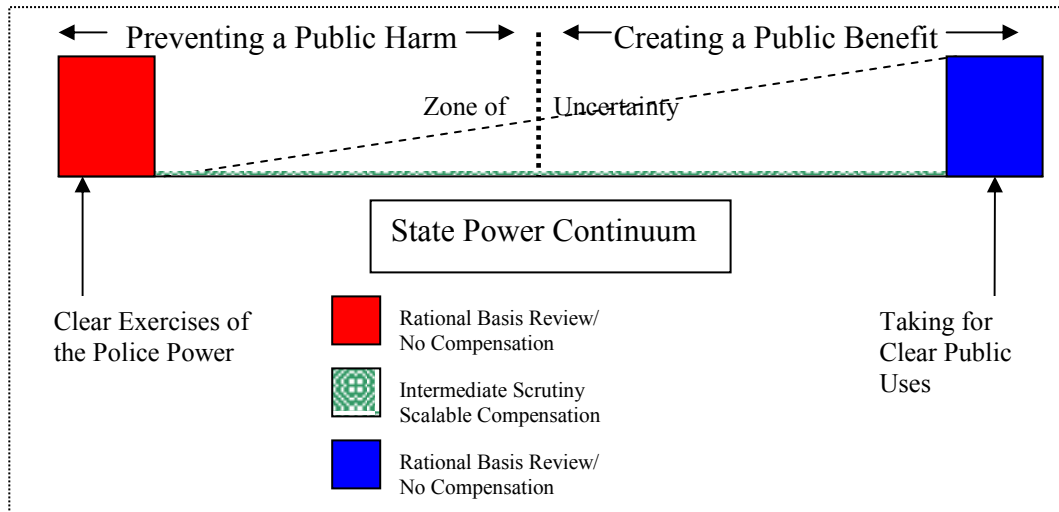 Preventing a Public Harm
Creating a Public Benefit
Zone of Uncertainty
State Power Continuum
Clear Exercises of
the Police Power
Rational Basis Review/
No Compensation
Intermediate Scrutiny
Scalable Compensation
Rational Basis Review/
No Compensation
Taking for
Clear Public
Uses